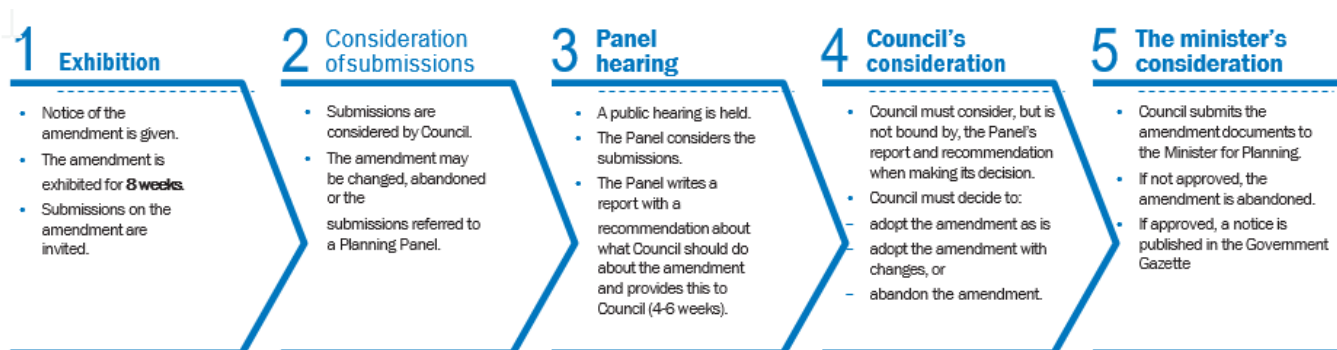 1 Exhibition
• Notice of the
amendment is given.
• The amendment is
exhibited for 8 weeks.
• Submissions on the
amendment are
invited.
2 Consideration
ofsubmissions
• Submissions are
considered by Council.
• The amendment may
be changed, abandoned
or the
submissions referred to
a Planning Panel.
3 Panel
hearing
• A public hearing is held.
• The Panel considers the
submissions.
• The Panel writes a
report with a
recommendation about
what Council should do
about the amendment
and provides this to
Council (4-6 weeks).
4 Council's
consideration
• Council must consider, but is
not bound by, the Panel's
report and recommendation
when making its decision.
• Council must decide to:
– adopt the amendment as is
– adopt the amendment with
changes, or
– abandon the amendment.
5 The minister's
consideration
• Council submits the
amendment documents to
the Minister for Planning.
• If not approved, the
amendment is abandoned.
• If approved, a notice is
published in the Government
Gazette